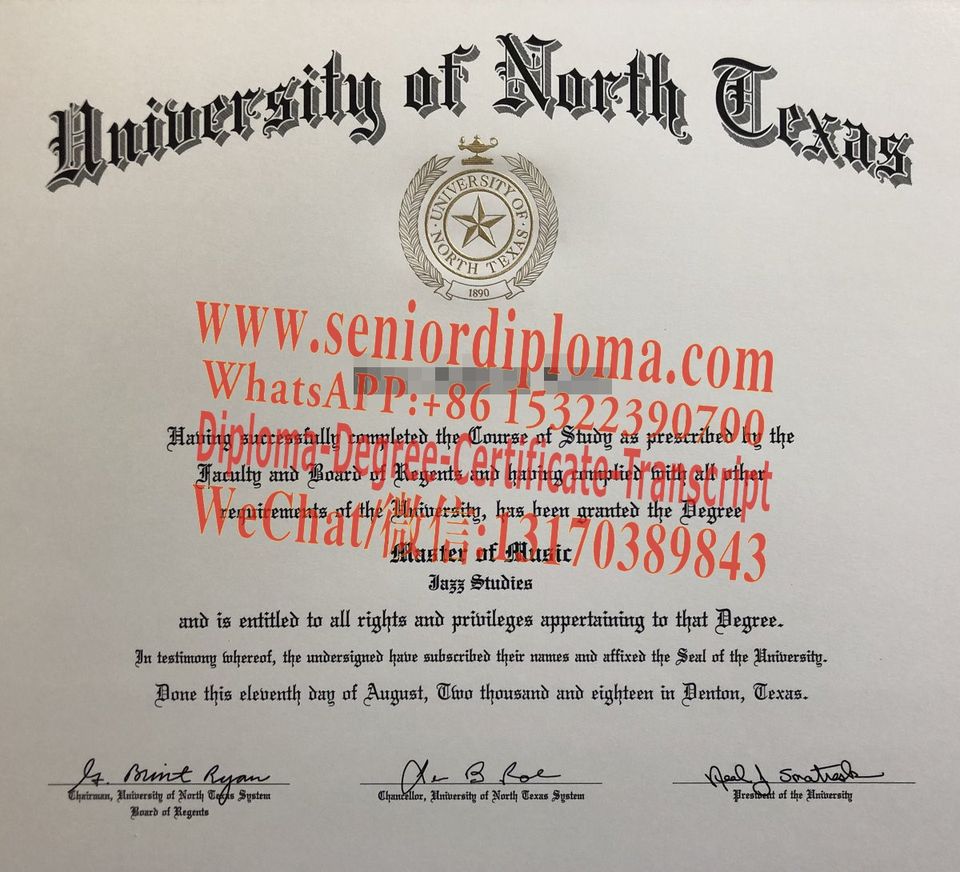 University of North Texas
UNIVERSITY OF NORTH TEXAS
1890
www.seniordiploma.com
WhatsAPP:+86 15322390700
Having successfully completed the Course of Study as prescribed by the
Diploma-Degree-Certificate-Transcript
Faculty and Board of Regents and having complied with all other
requirements of the University, has been granted the Degree
WeChat/微信:13170389843
Master of Music
Jazz Studies
and is entitled to all rights and privileges appertaining to that Degree.
In testimony whereof, the undersigned have subscribed their names and affixed the Seal of the University.
Done this eleventh day of August, Two thousand and eighteen in Denton, Texas.
G. Brint Ryan
Chairman, University of North Texas System
Board of Regents
Chancellor, University of North Texas System
Neal J Smatresk
President of the University